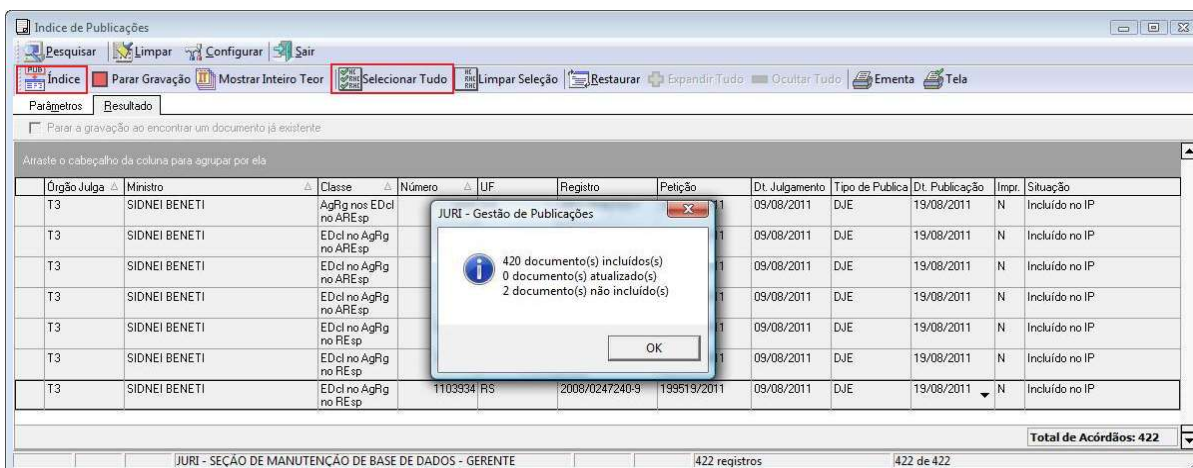 Indice de Publicações
Pesquisar Limpar Configurar Sair
PUB Índice Parar Gravação Mostrar Inteiro Teor Selecionar Tudo Limpar Seleção Restaurar Expandir Tudo Ocultar Tudo Ementa Tela
Parâmetros Resultado
Parar a gravação ao encontrar um documento já existente
Arraste o cabeçalho da coluna para agrupar por ela
Órgão Julga Ministro Classe Número UF Registro Petição Dt. Julgamento Tipo de Publica Dt. Publicação Impr. Situação
T3 SIDNEI BENETI AgRg nos EDcl 09/08/2011 DJE 19/08/2011 N Incluído no IP
no AREsp
T3 SIDNEI BENETI EDcl no AgRg 09/08/2011 DJE 19/08/2011 N Incluído no IP
no AREsp
T3 SIDNEI BENETI EDcl no AgRg 09/08/2011 DJE 19/08/2011 N Incluído no IP
no AREsp
T3 SIDNEI BENETI EDcl no AgRg 09/08/2011 DJE 19/08/2011 N Incluído no IP
no AREsp
T3 SIDNEI BENETI EDcl no AgRg 09/08/2011 DJE 19/08/2011 N Incluído no IP
no REsp
T3 SIDNEI BENETI EDcl no AgRg 09/08/2011 DJE 19/08/2011 N Incluído no IP
no REsp
T3 SIDNEI BENETI EDcl no AgRg 1103934 RS 2008/0247240-9 199519/2011 09/08/2011 DJE 19/08/2011 N Incluído no IP
no REsp
JURI - Gestão de Publicações
420 documento(s) incluídos(s)
0 documento(s) atualizado(s)
2 documento(s) não incluído(s)
OK
Total de Acórdãos: 422
JURI - SEÇÃO DE MANUTENÇÃO DE BASE DE DADOS - GERENTE 422 registros 422 de 422